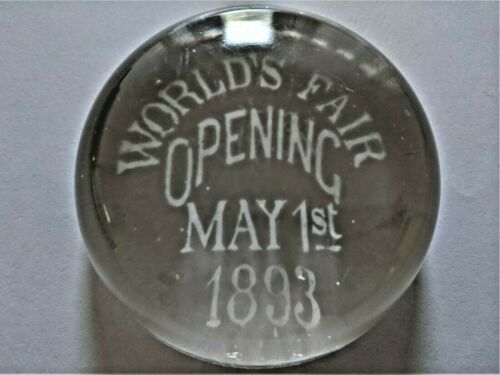 WORLD'S FAIR
OPENING
MAY 1st
1893